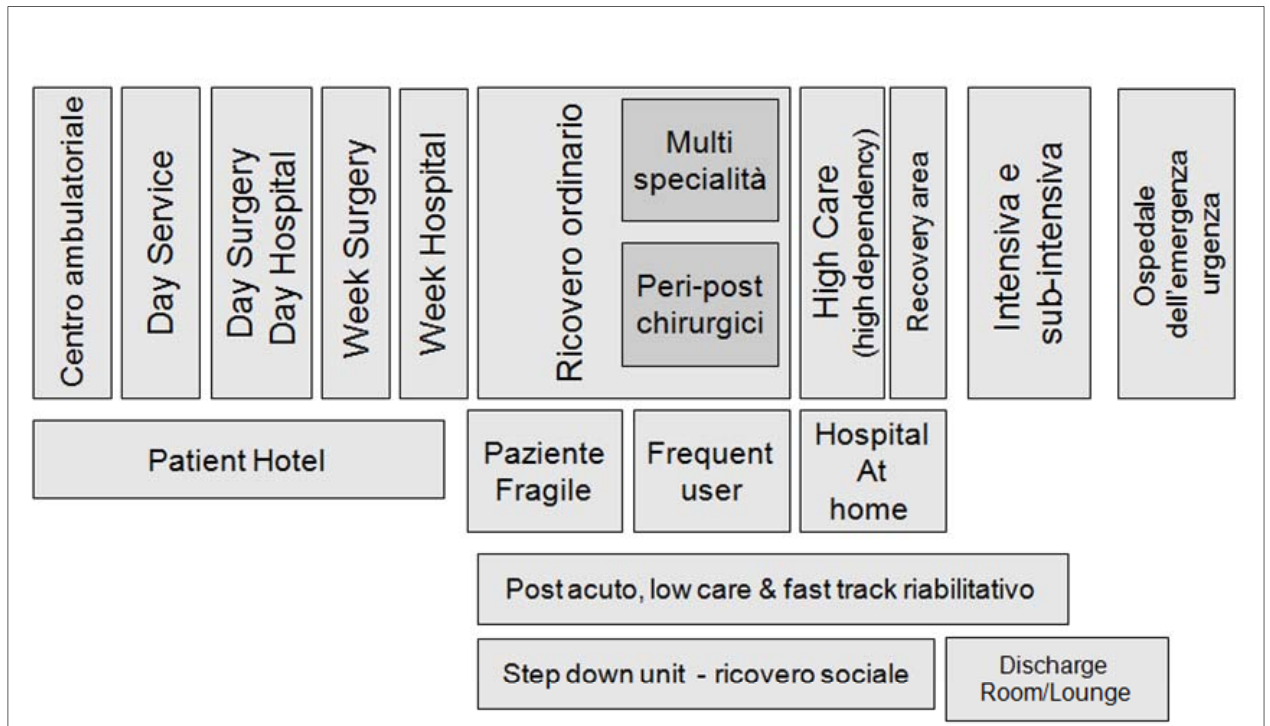 Centro ambulatoriale
Day Service
Day Surgery
Day Hospital
Week Surgery
Week Hospital
Ricovero ordinario
Multi
specialità
Peri-post
chirurgici
High Care
(high dependency)
Recovery area
Intensiva e
sub-intensiva
Ospedale
dell'emergenza
urgenza
Patient Hotel
Paziente
Fragile
Frequent
user
Hospital
At
home
Post acuto, low care & fast track riabilitativo
Step down unit - ricovero sociale
Discharge
Room/Lounge